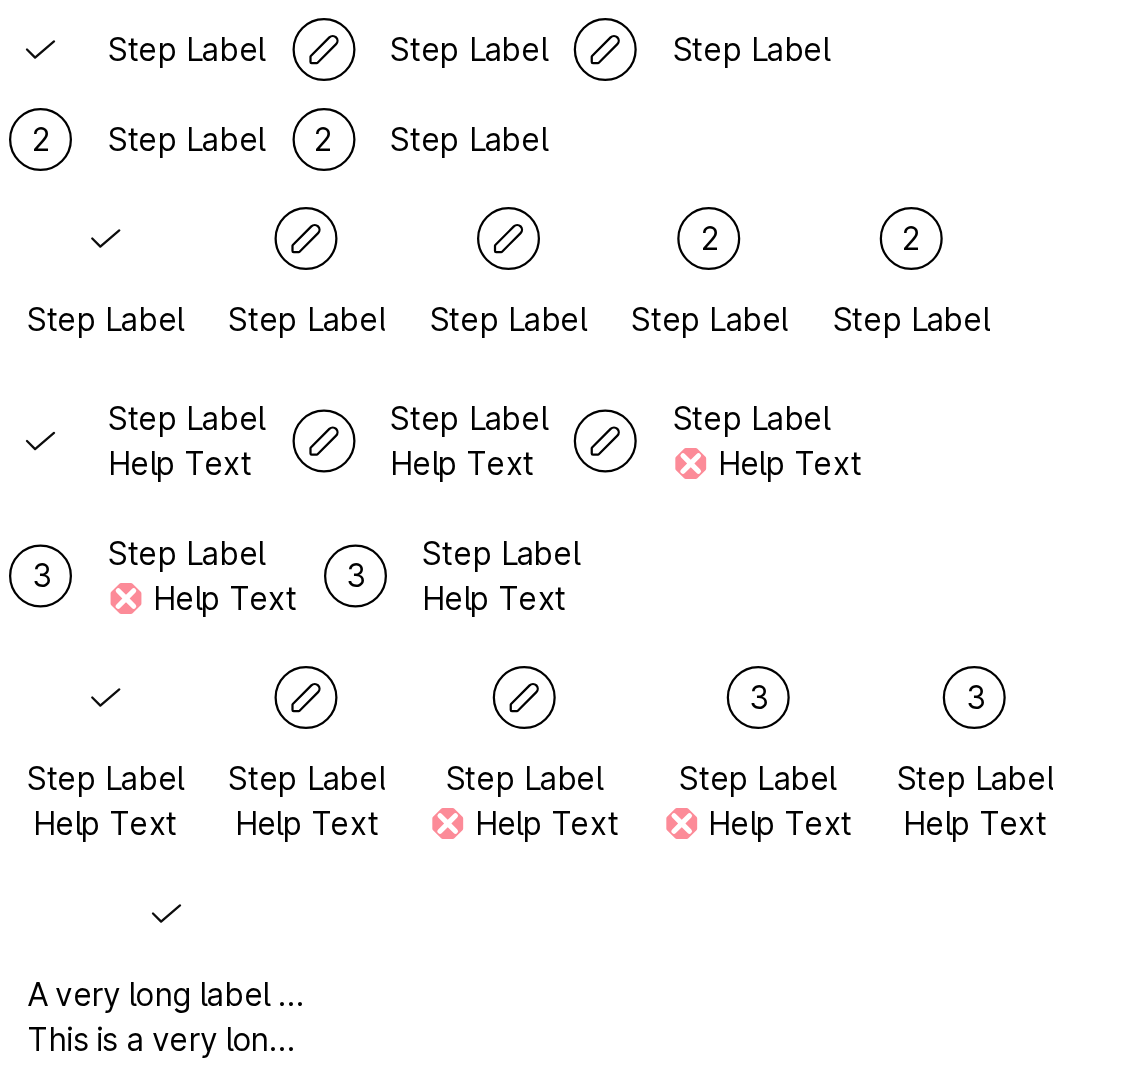 Step Label Step Label Step Label
2 Step Label 2 Step Label
2 2
Step Label Step Label Step Label Step Label Step Label
Step Label Step Label Step Label
Help Text Help Text Help Text
3 Step Label 3 Step Label
Help Text Help Text
3 3
Step Label Step Label Step Label Step Label Step Label
Help Text Help Text Help Text Help Text Help Text
A very long label ...
This is a very lon...